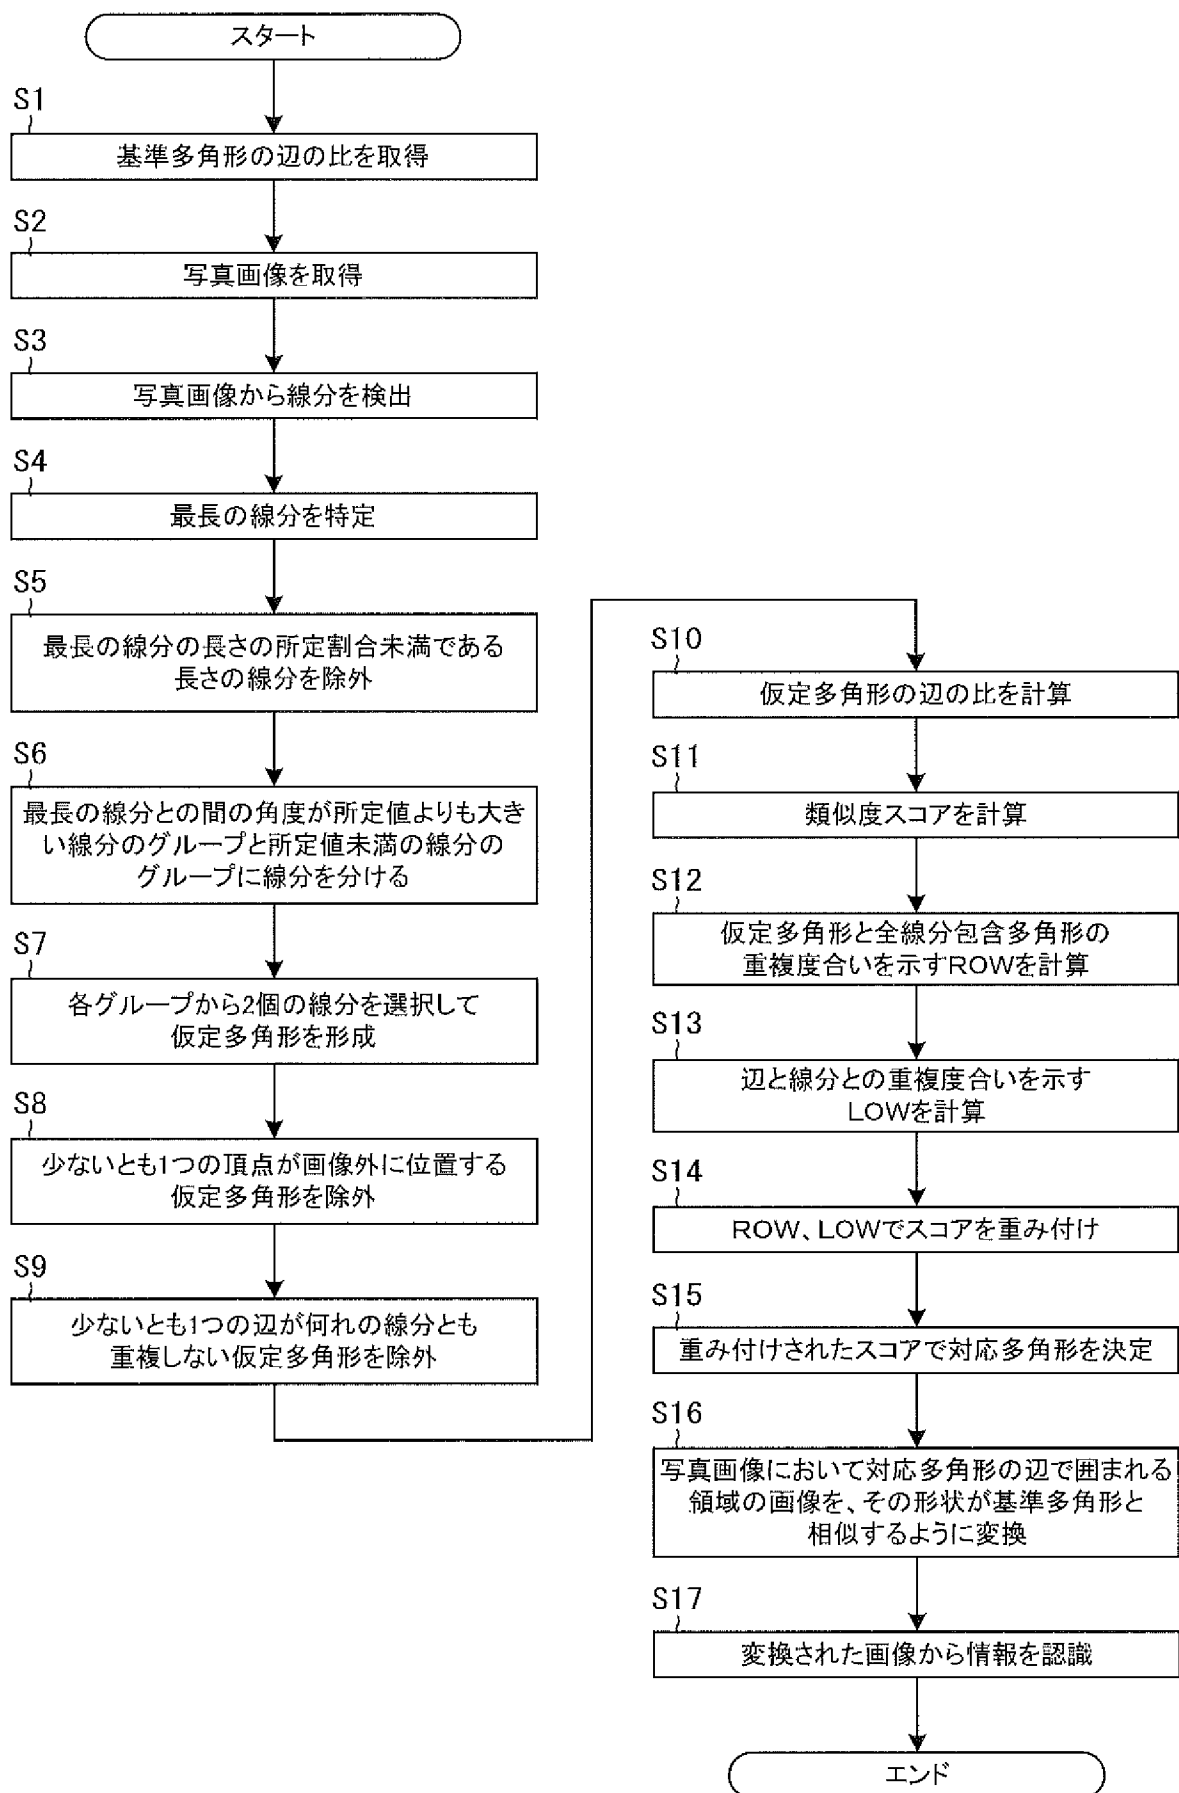 スタート
S1
基準多角形の辺の比を取得
S2
写真画像を取得
S3
写真画像から線分を検出
S4
最長の線分を特定
S5
最長の線分の長さの所定割合未満である
長さの線分を除外
S6
最長の線分との間の角度が所定値よりも大き
い線分のグループと所定値未満の線分の
グループに線分を分ける
S7
各グループから2個の線分を選択して
仮定多角形を形成
S8
少ないとも1つの頂点が画像外に位置する
仮定多角形を除外
S9
少ないとも1つの辺が何れの線分とも
重複しない仮定多角形を除外
S10
仮定多角形の辺の比を計算
S11
類似度スコアを計算
S12
仮定多角形と全線分包含多角形の
重複度合いを示すROWを計算
S13
辺と線分との重複度合いを示す
LOWを計算
S14
ROW、LOWでスコアを重み付け
S15
重み付けされたスコアで対応多角形を決定
S16
写真画像において対応多角形の辺で囲まれる
領域の画像を、その形状が基準多角形と
相似するように変換
S17
変換された画像から情報を認識
エンド